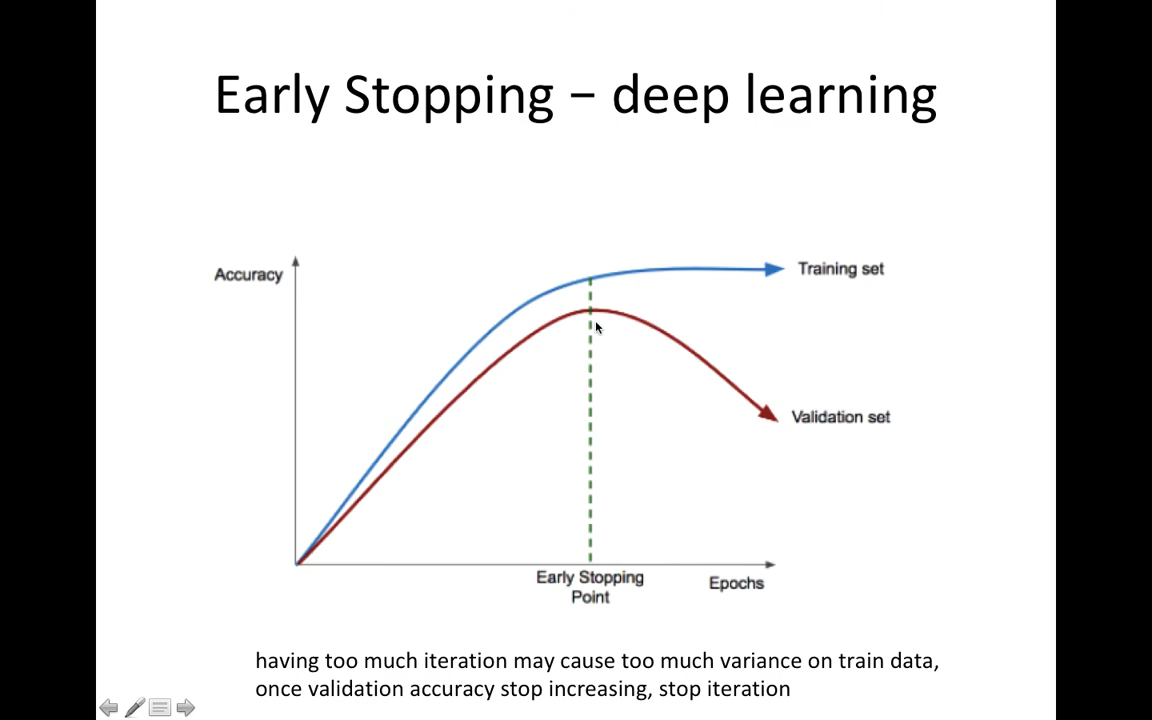 Early Stopping – deep learning
Accuracy
Training set
Validation set
Early Stopping
Point
Epochs
having too much iteration may cause too much variance on train data,
once validation accuracy stop increasing, stop iteration